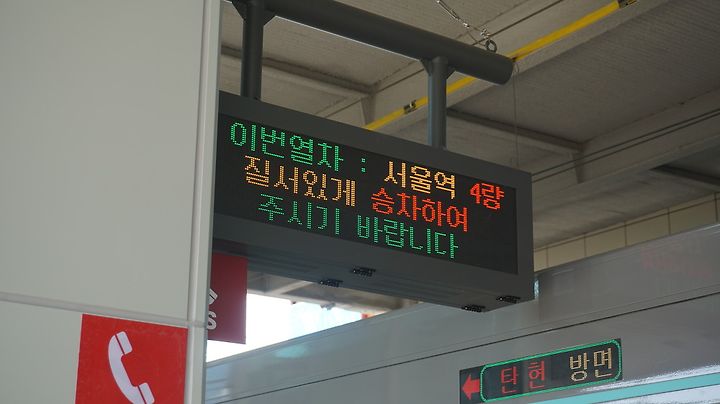 이번열차 : 서울역 4량
질서있게 승차하여
주시기 바랍니다
S
탄현 방면